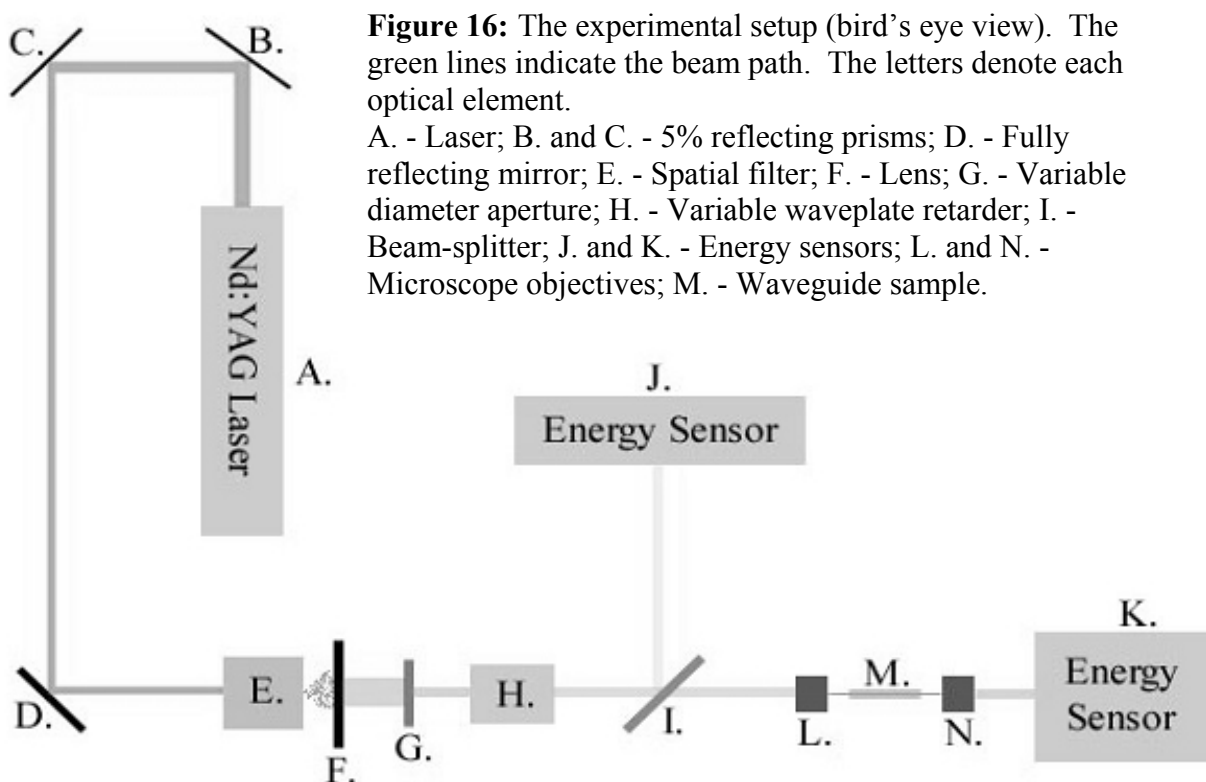 Figure 16: The experimental setup (bird’s eye view). The
green lines indicate the beam path. The letters denote each
optical element.
A. - Laser; B. and C. - 5% reflecting prisms; D. - Fully
reflecting mirror; E. - Spatial filter; F. - Lens; G. - Variable
diameter aperture; H. - Variable waveplate retarder; I. -
Beam-splitter; J. and K. - Energy sensors; L. and N. -
Microscope objectives; M. - Waveguide sample.
C.
B.
Nd:YAG Laser
A.
J.
Energy Sensor
K.
Energy
Sensor
D.
E.
F.
G.
H.
I.
L.
M.
N.